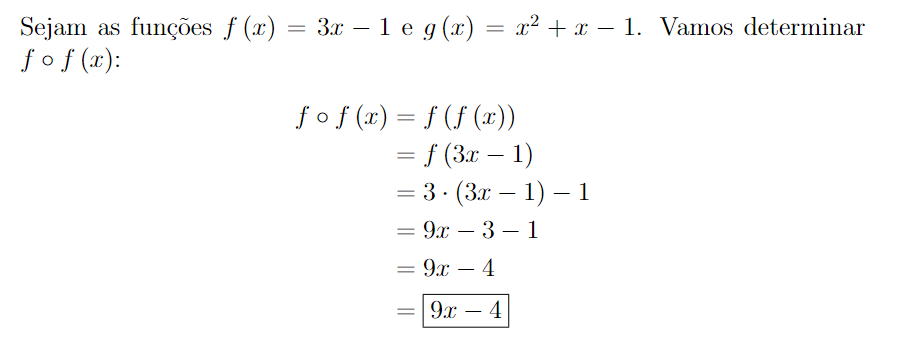 Sejam as funções f (x) = 3x − 1 e g (x) = x² + x − 1. Vamos determinar
f ∘ f (x):
f ∘ f (x) = f (f (x))
= f (3x − 1)
= 3 · (3x − 1) − 1
= 9x − 3 − 1
= 9x − 4
= 9x − 4